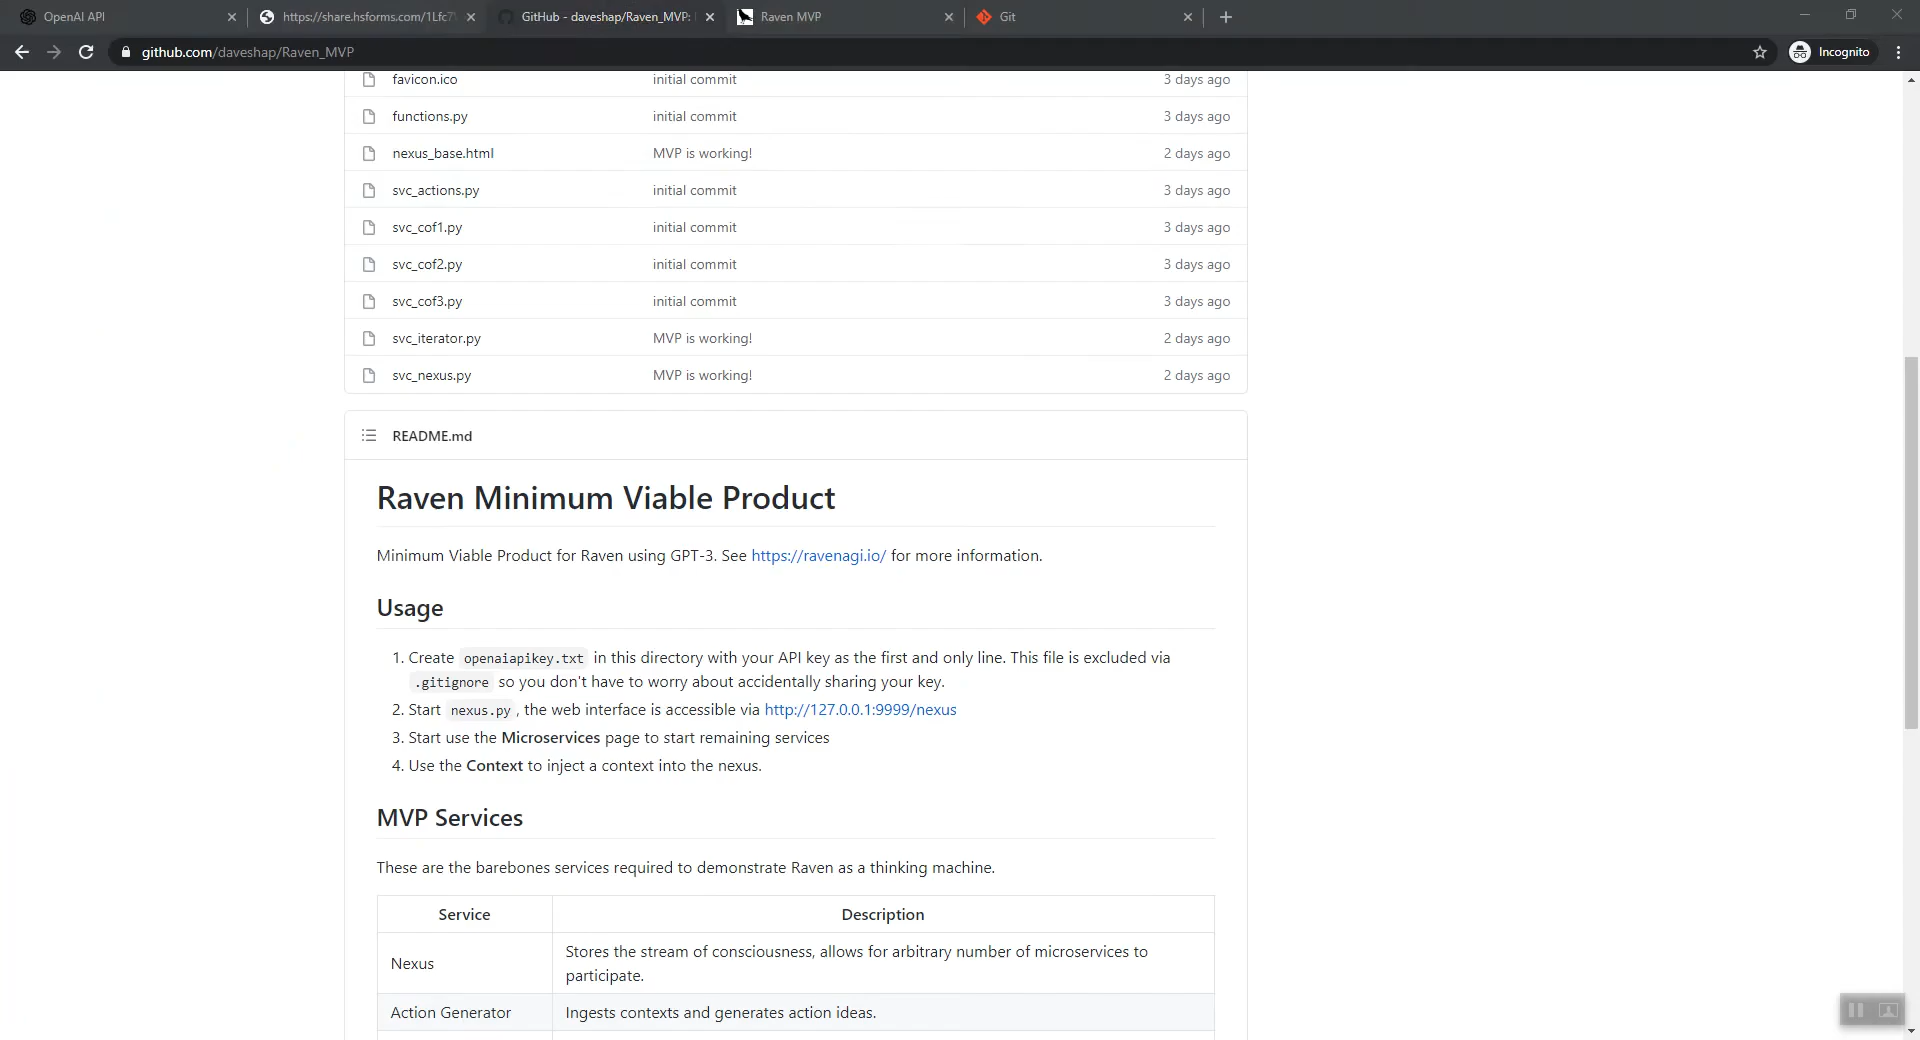 OpenAI API
https://share.hsforms.com/1Lfc7
GitHub - daveshap/Raven_MVP:
Raven MVP
Git
github.com/daveshap/Raven_MVP
Incognito
favicon.ico initial commit 3 days ago
functions.py initial commit 3 days ago
nexus_base.html MVP is working! 2 days ago
svc_actions.py initial commit 3 days ago
svc_cof1.py initial commit 3 days ago
svc_cof2.py initial commit 3 days ago
svc_cof3.py initial commit 3 days ago
svc_iterator.py MVP is working! 2 days ago
svc_nexus.py MVP is working! 2 days ago
README.md
Raven Minimum Viable Product
Minimum Viable Product for Raven using GPT-3. See https://ravenagi.io/ for more information.
Usage
1. Create openaiapikey.txt in this directory with your API key as the first and only line. This file is excluded via
.gitignore so you don't have to worry about accidentally sharing your key.
2. Start nexus.py , the web interface is accessible via http://127.0.0.1:9999/nexus
3. Start use the Microservices page to start remaining services
4. Use the Context to inject a context into the nexus.
MVP Services
These are the barebones services required to demonstrate Raven as a thinking machine.
Service Description
Nexus Stores the stream of consciousness, allows for arbitrary number of microservices to
participate.
Action Generator Ingests contexts and generates action ideas.